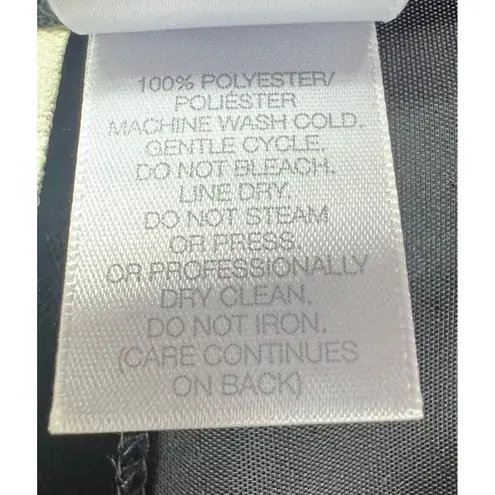 100% POLYESTER/
POLIÉSTER
MACHINE WASH COLD.
GENTLE CYCLE.
DO NOT BLEACH.
LINE DRY.
DO NOT STEAM
OR PRESS.
OR PROFESSIONALLY
DRY CLEAN.
DO NOT IRON.
(CARE CONTINUES
ON BACK)